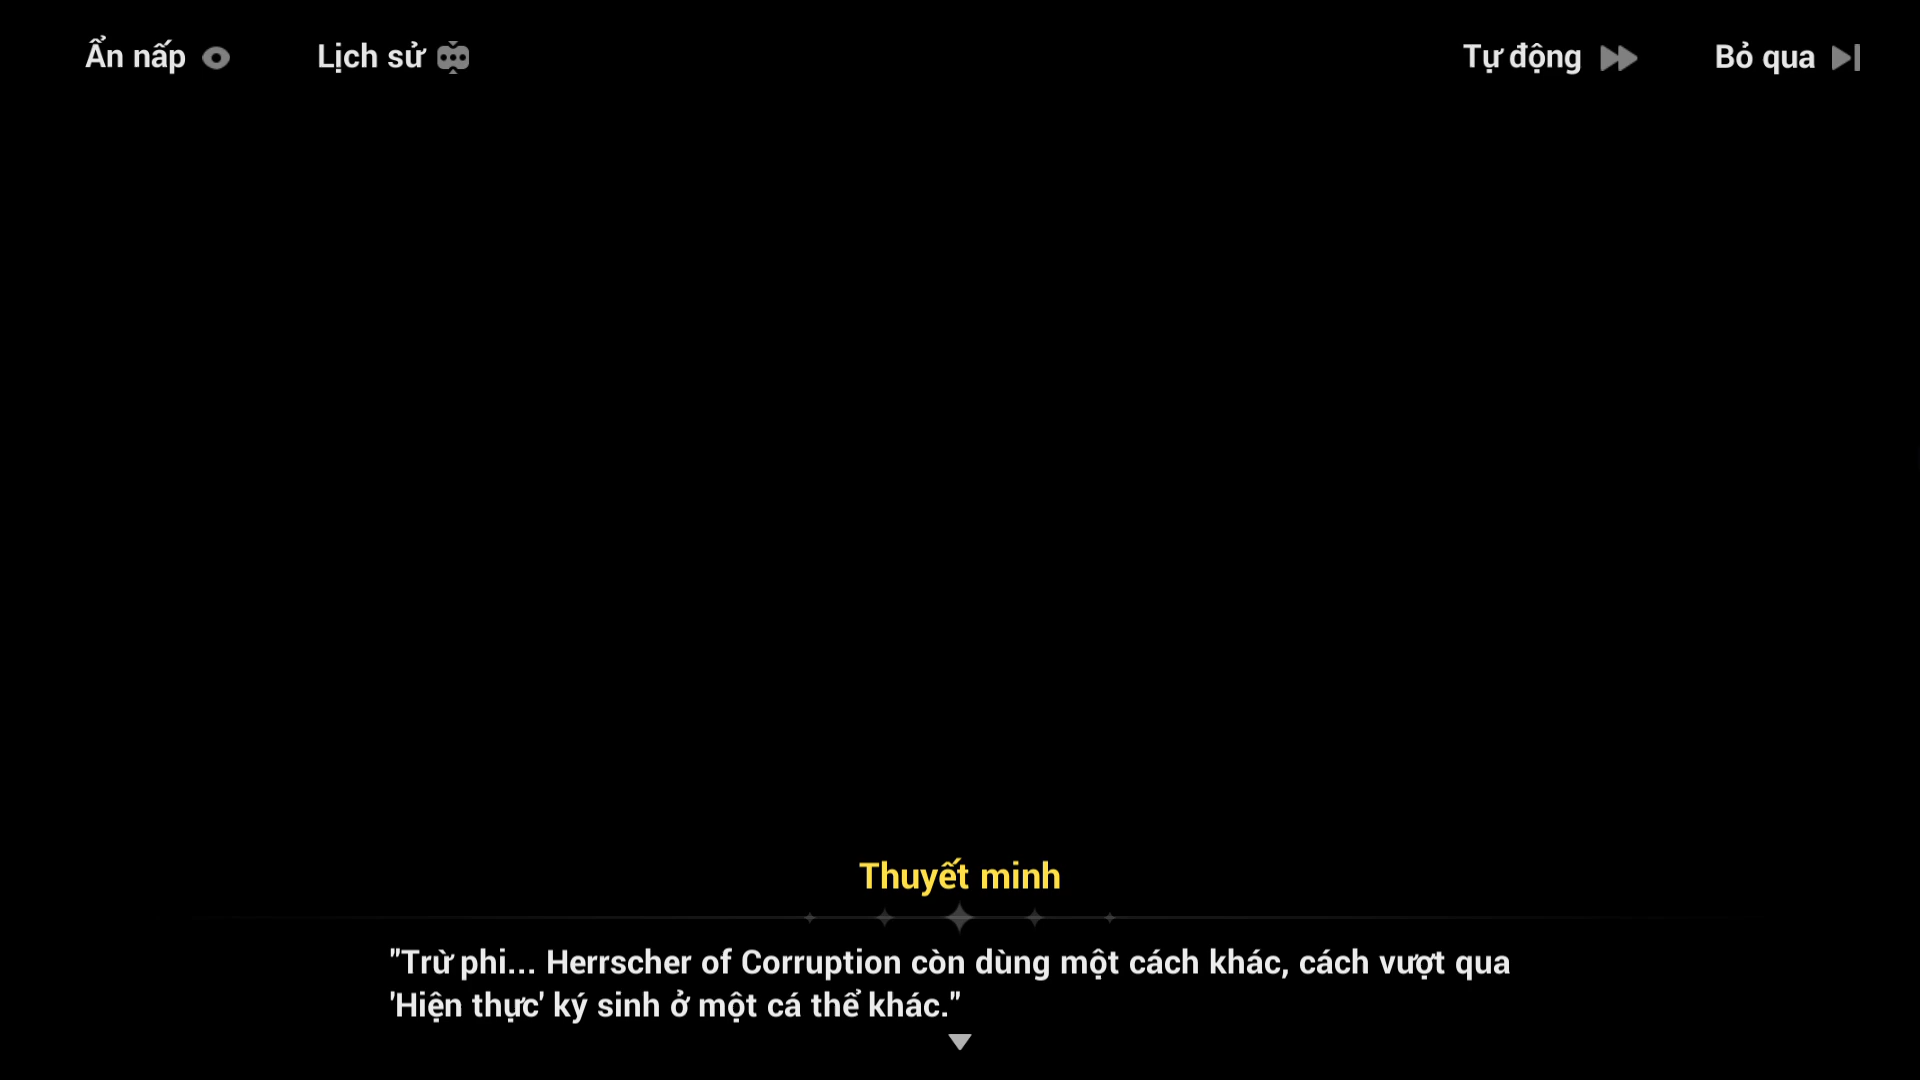 Ẩn nấp
Lịch sử
Tự động
Bỏ qua
Thuyết minh
"Trừ phi... Herrscher of Corruption còn dùng một cách khác, cách vượt qua
'Hiện thực' ký sinh ở một cá thể khác."